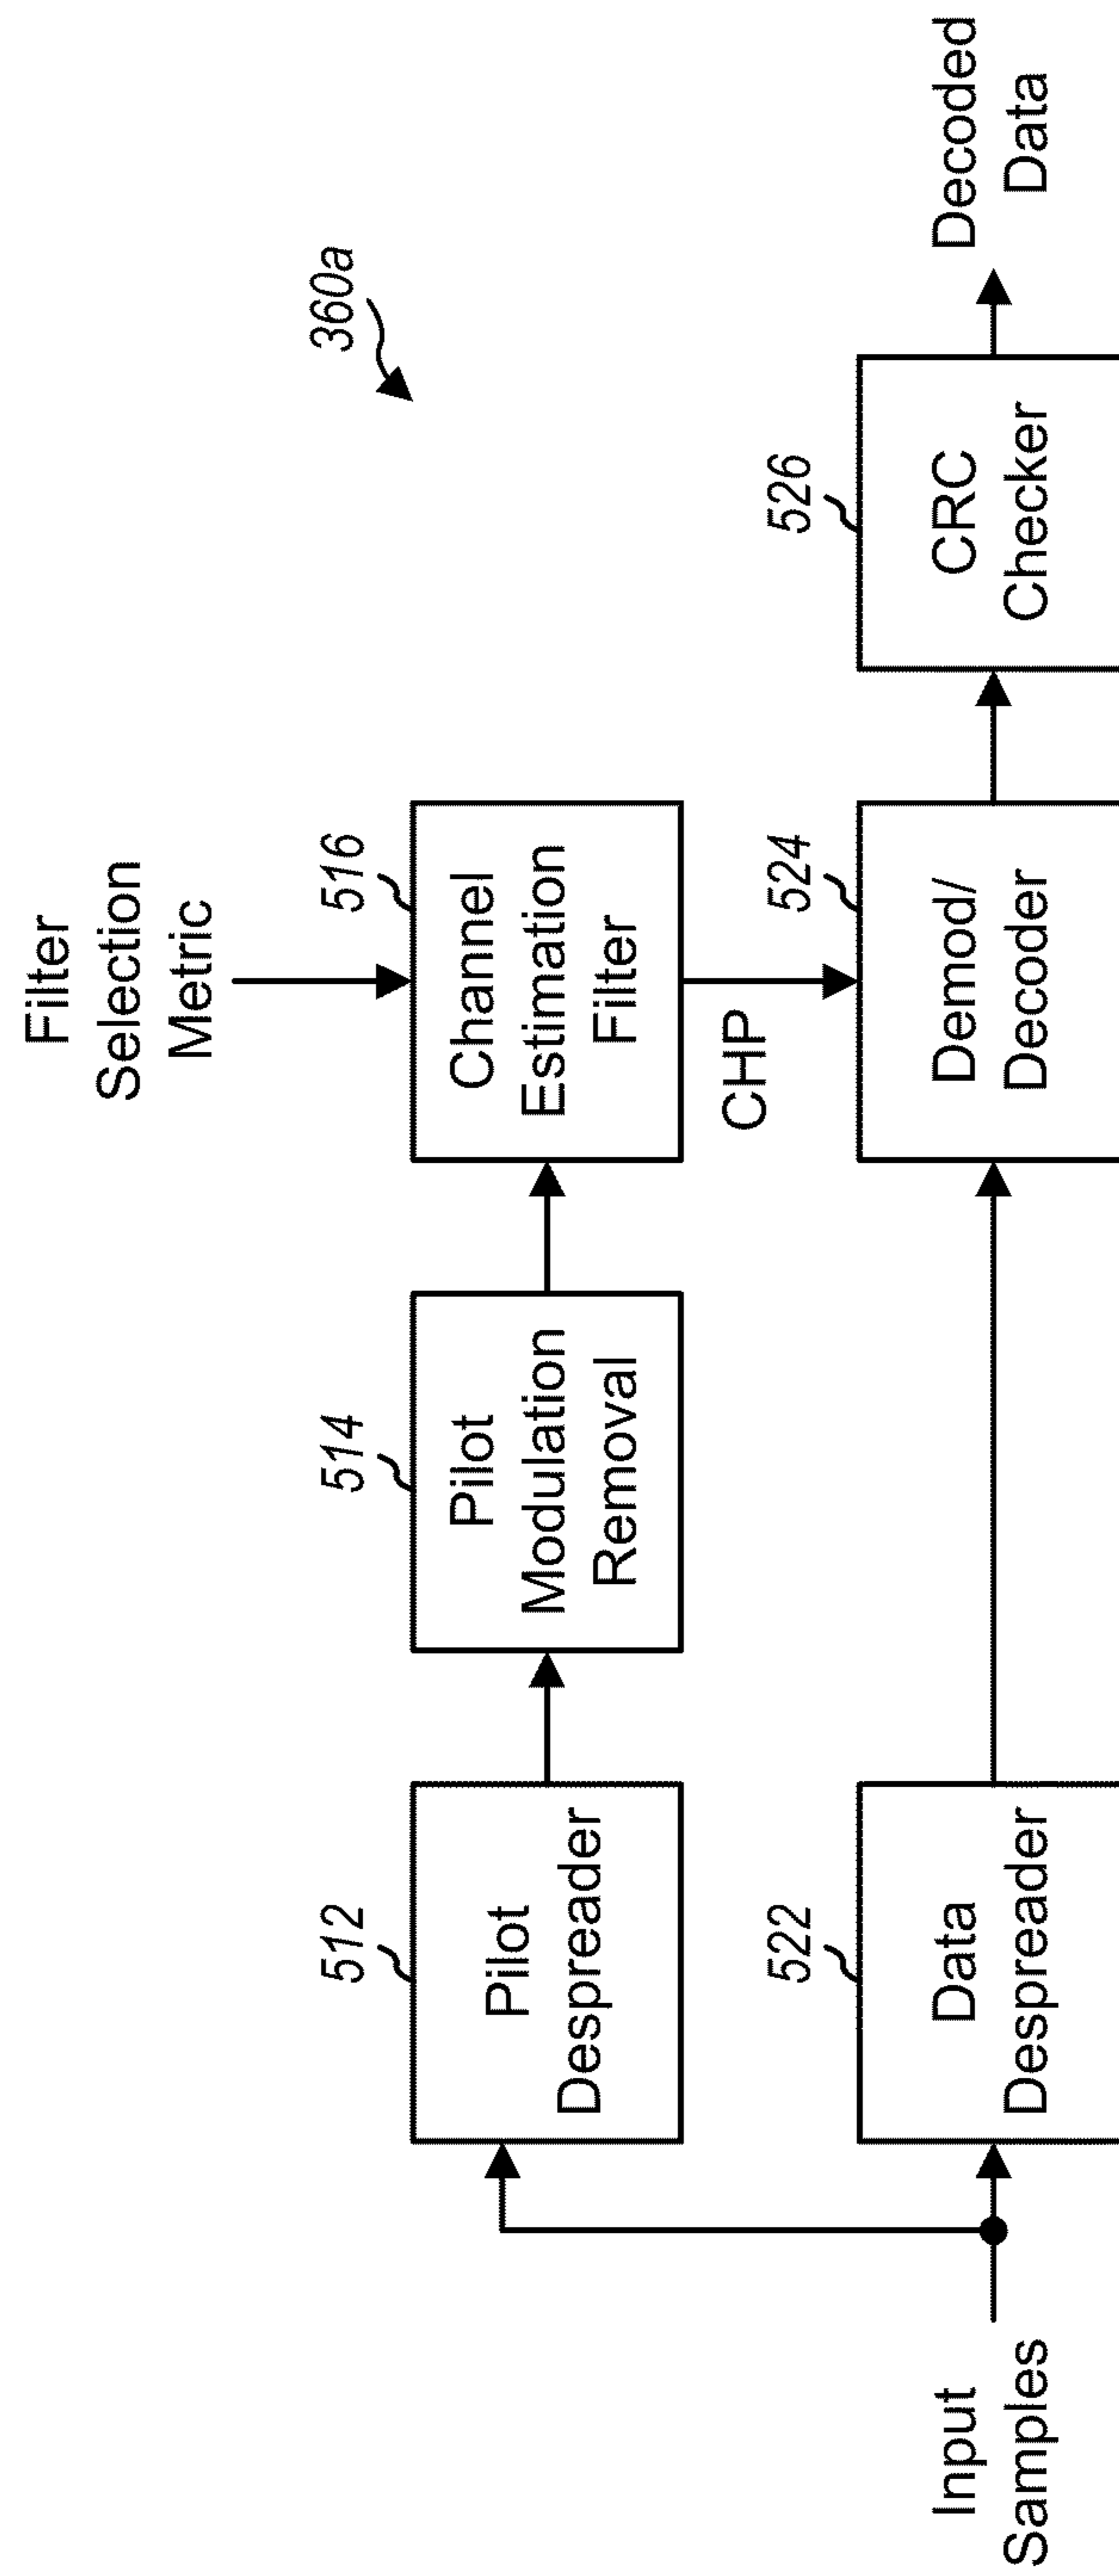 Filter
Selection
Metric
360a
512
Pilot
Despreader
514
Pilot
Modulation
Removal
516
Channel
Estimation
Filter
CHP
Input
Samples
522
Data
Despreader
524
Demod/
Decoder
526
CRC
Checker
Decoded
Data